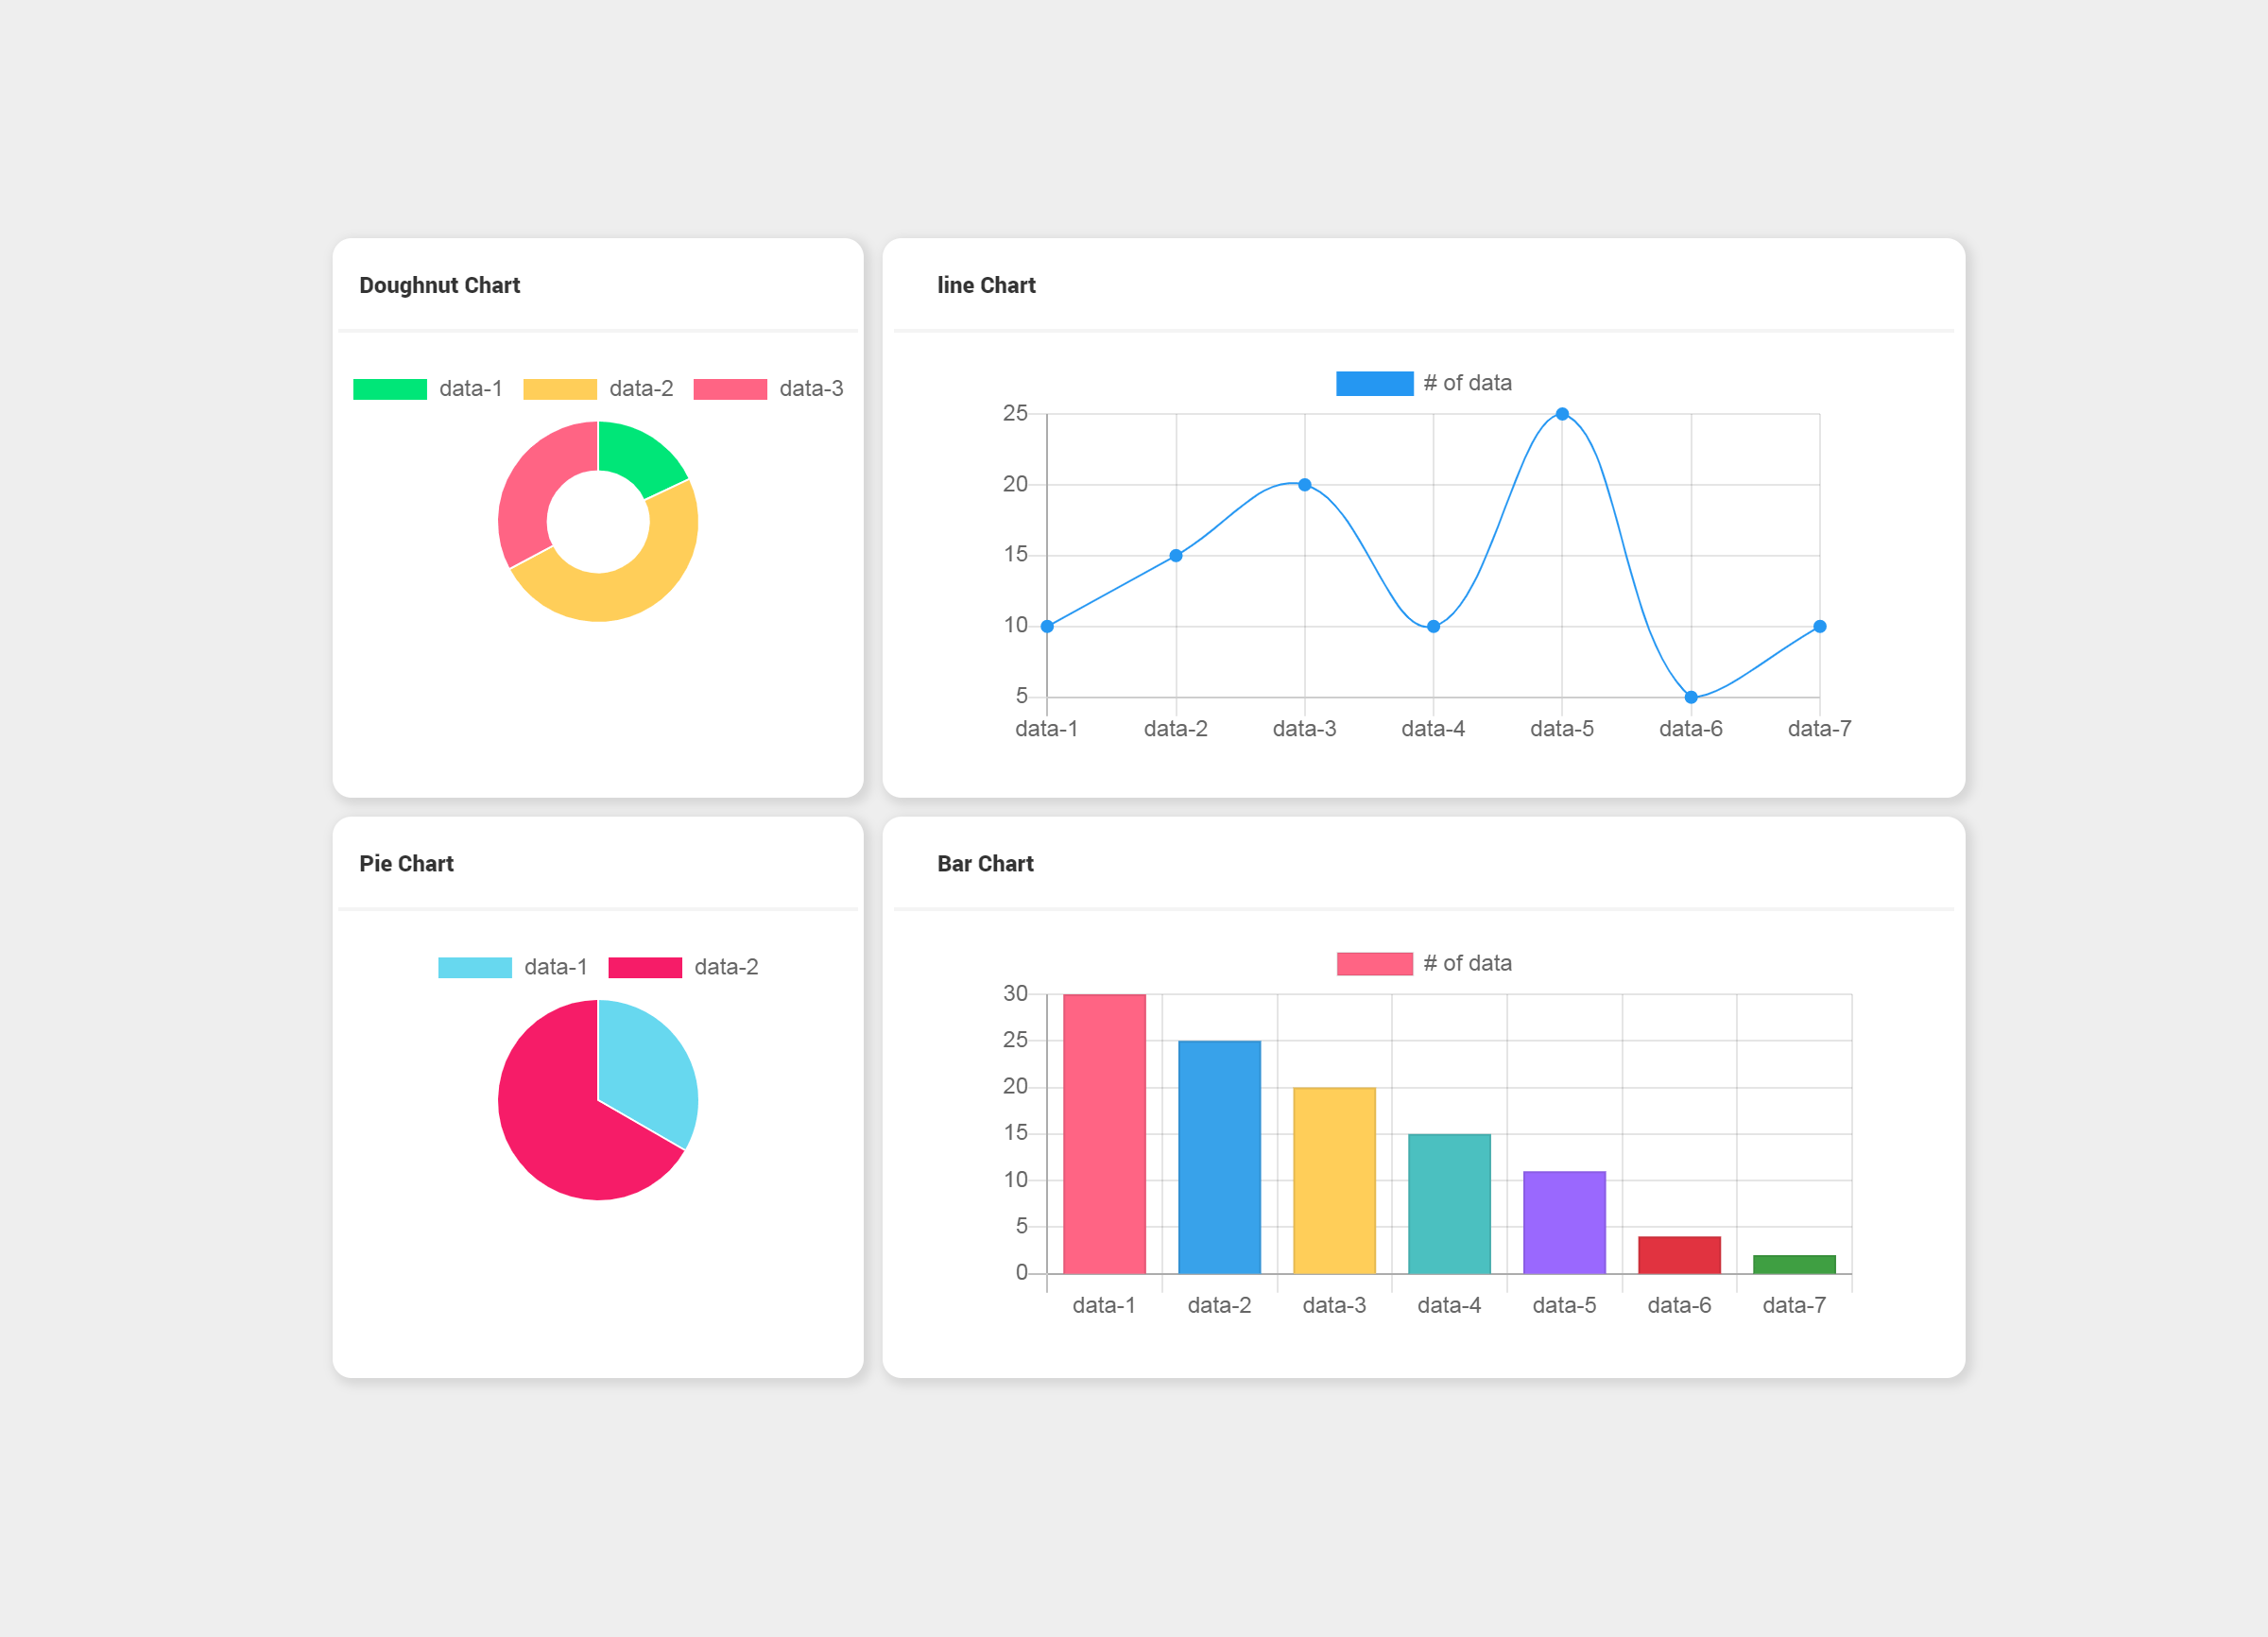 Doughnut Chart
data-1 data-2 data-3
line Chart
# of data
25
20
15
10
5
data-1 data-2 data-3 data-4 data-5 data-6 data-7
Pie Chart
data-1 data-2
Bar Chart
# of data
30
25
20
15
10
5
0
data-1 data-2 data-3 data-4 data-5 data-6 data-7